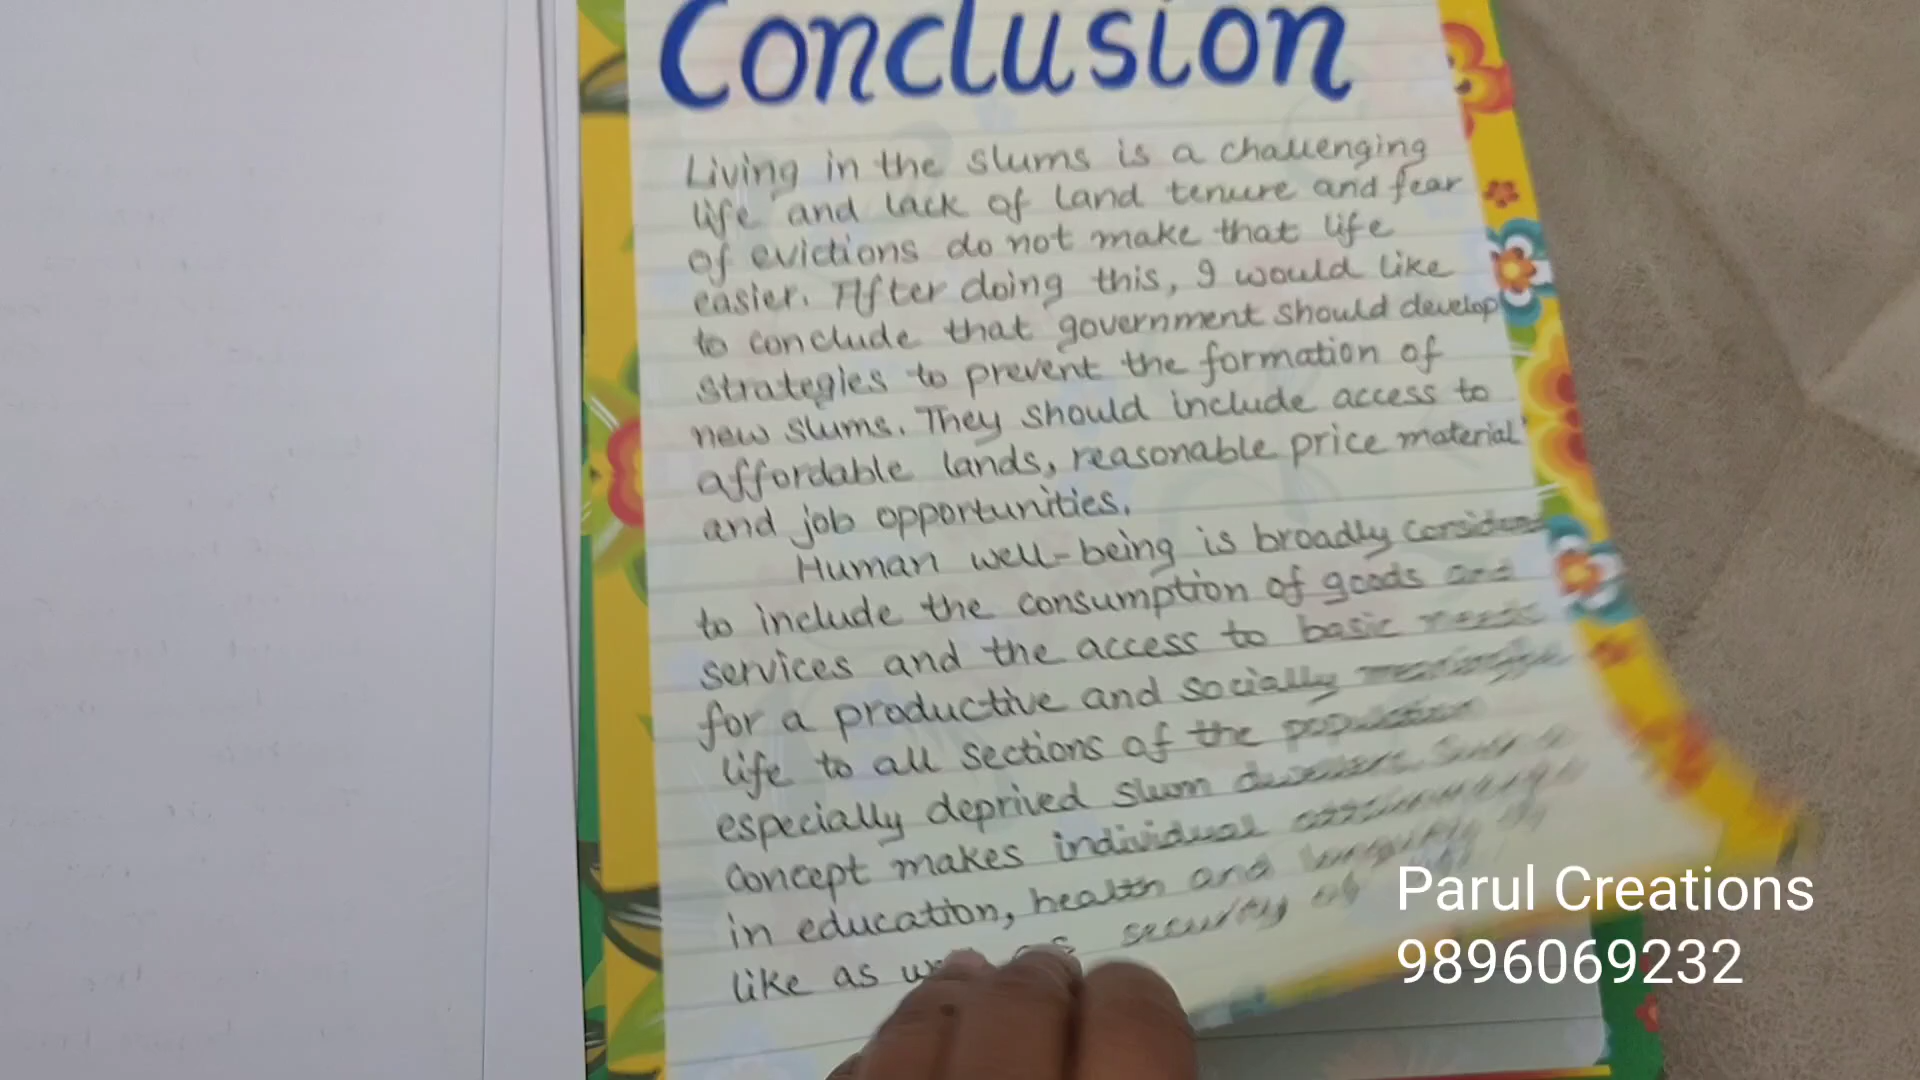 Conclusion
Living in the slums is a challenging
life and lack of land tenure and fear
of evictions do not make that life
easier. After doing this, I would like
to conclude that government should develop
strategies to prevent the formation of
new slums. They should include access to
affordable lands, reasonable price material
and job opportunities.
Human well-being is broadly
to include the consumption of goods and
services and the access to basic needs
for a productive and socially
life to all sections of the population
especially deprived slum
concept makes individual
in education, health and
like as security of
Parul Creations
9896069232